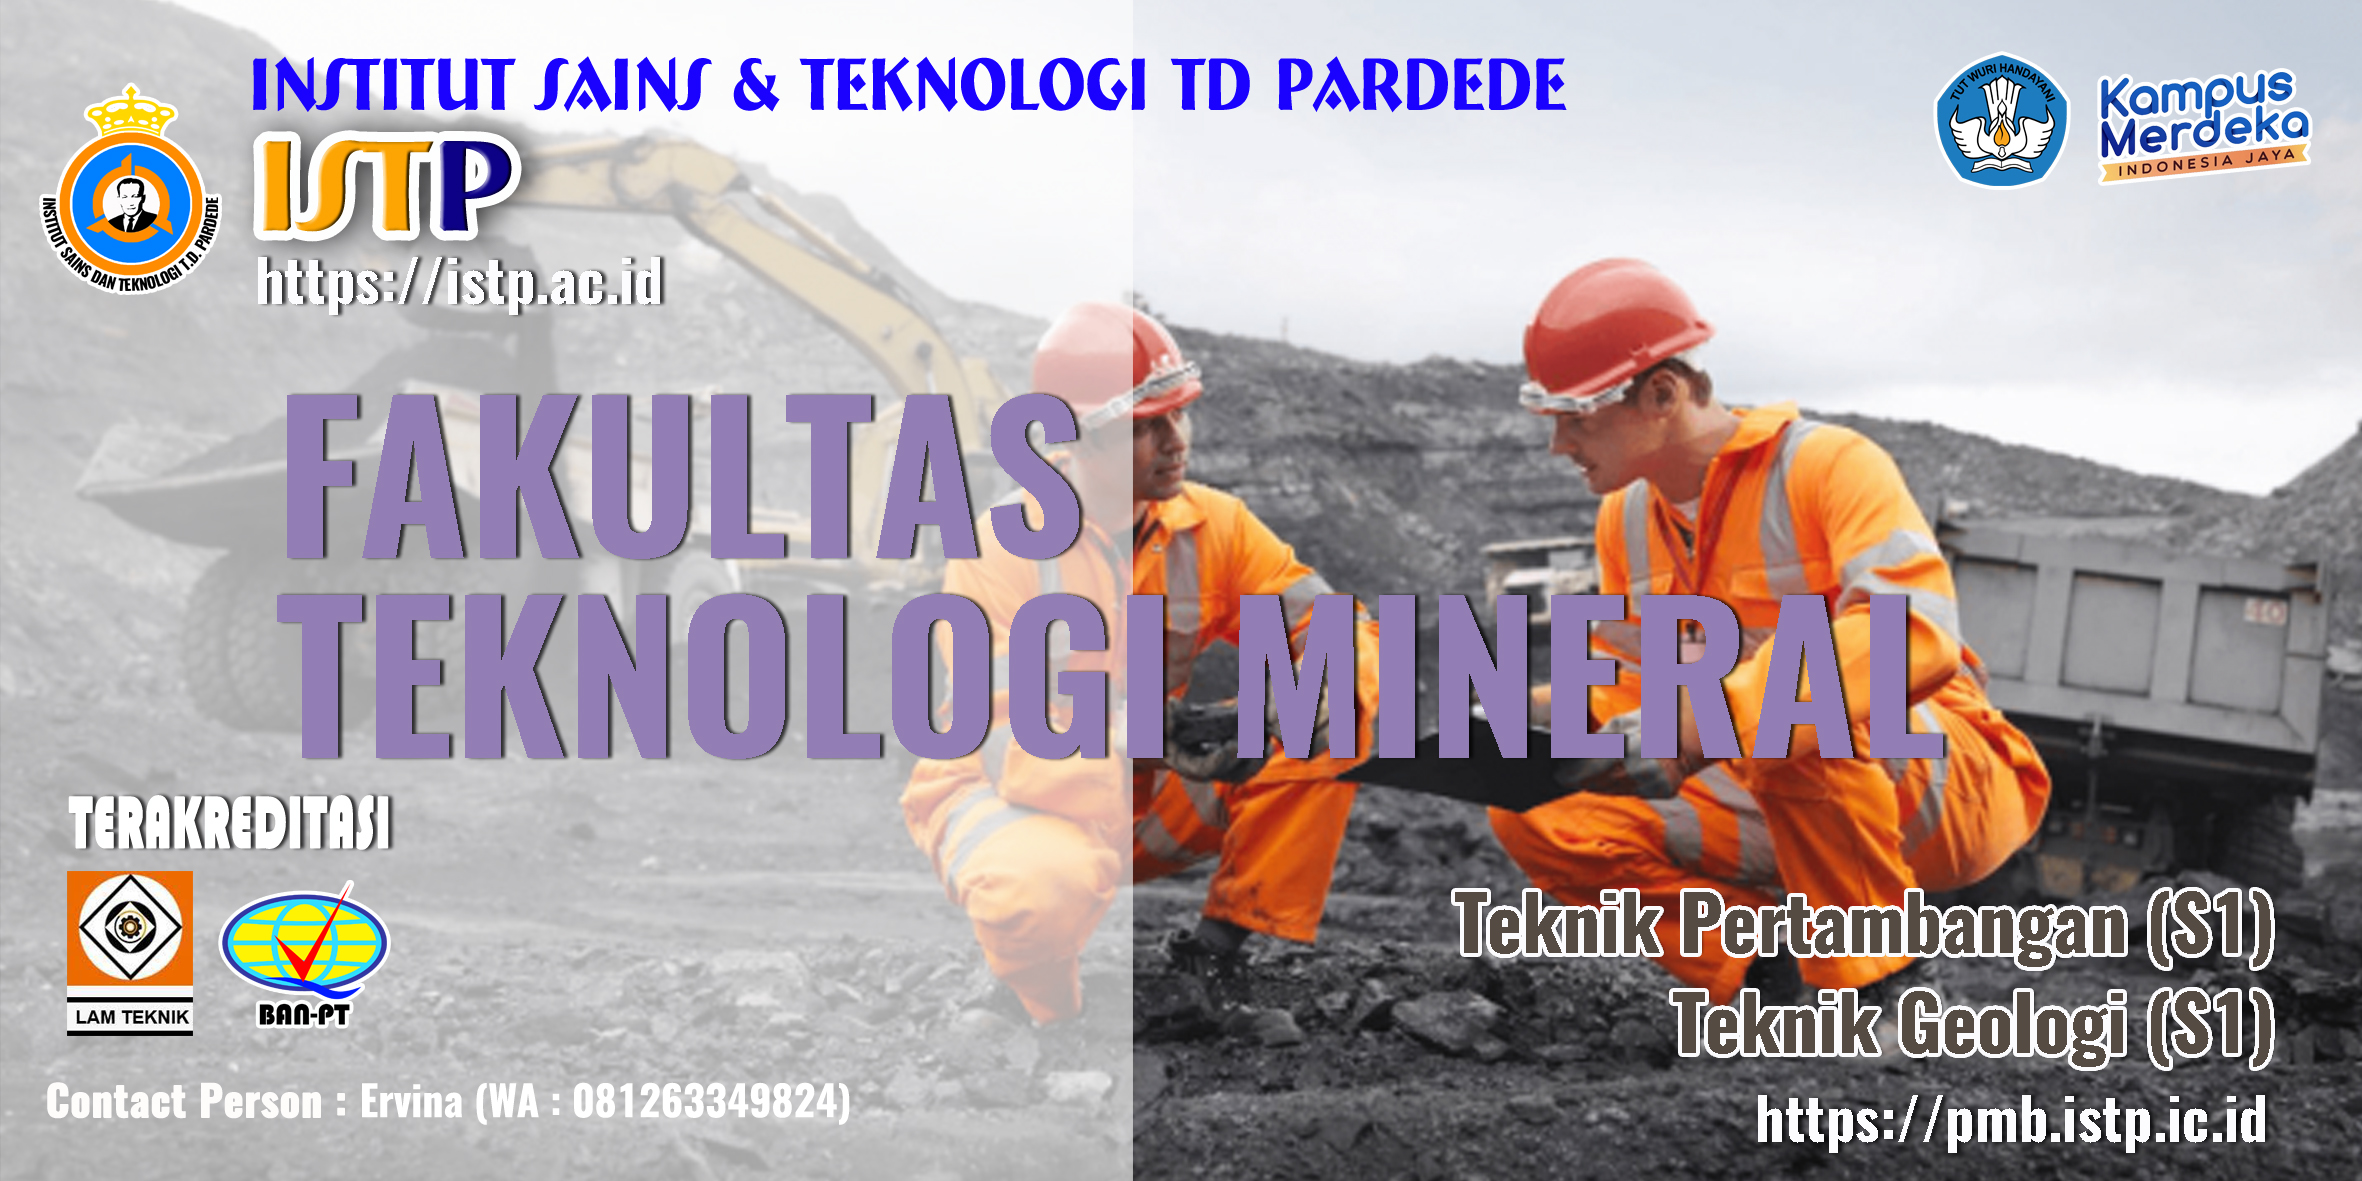 INSTITUT SAINS & TEKNOLOGI TD PARDEDE
ISTP
https://istp.ac.id
INSTITUT SAINS DAN TEKNOLOGI T.D. PARDEDE
TUT WURI HANDAYANI
Kampus
Merdeka
INDONESIA JAYA
FAKULTAS
TEKNOLOGI MINERAL
TERAKREDITASI
LAM TEKNIK
BAN-PT
Teknik Pertambangan (S1)
Teknik Geologi (S1)
Contact Person : Ervina (WA : 081263349824)
https://pmb.istp.ic.id